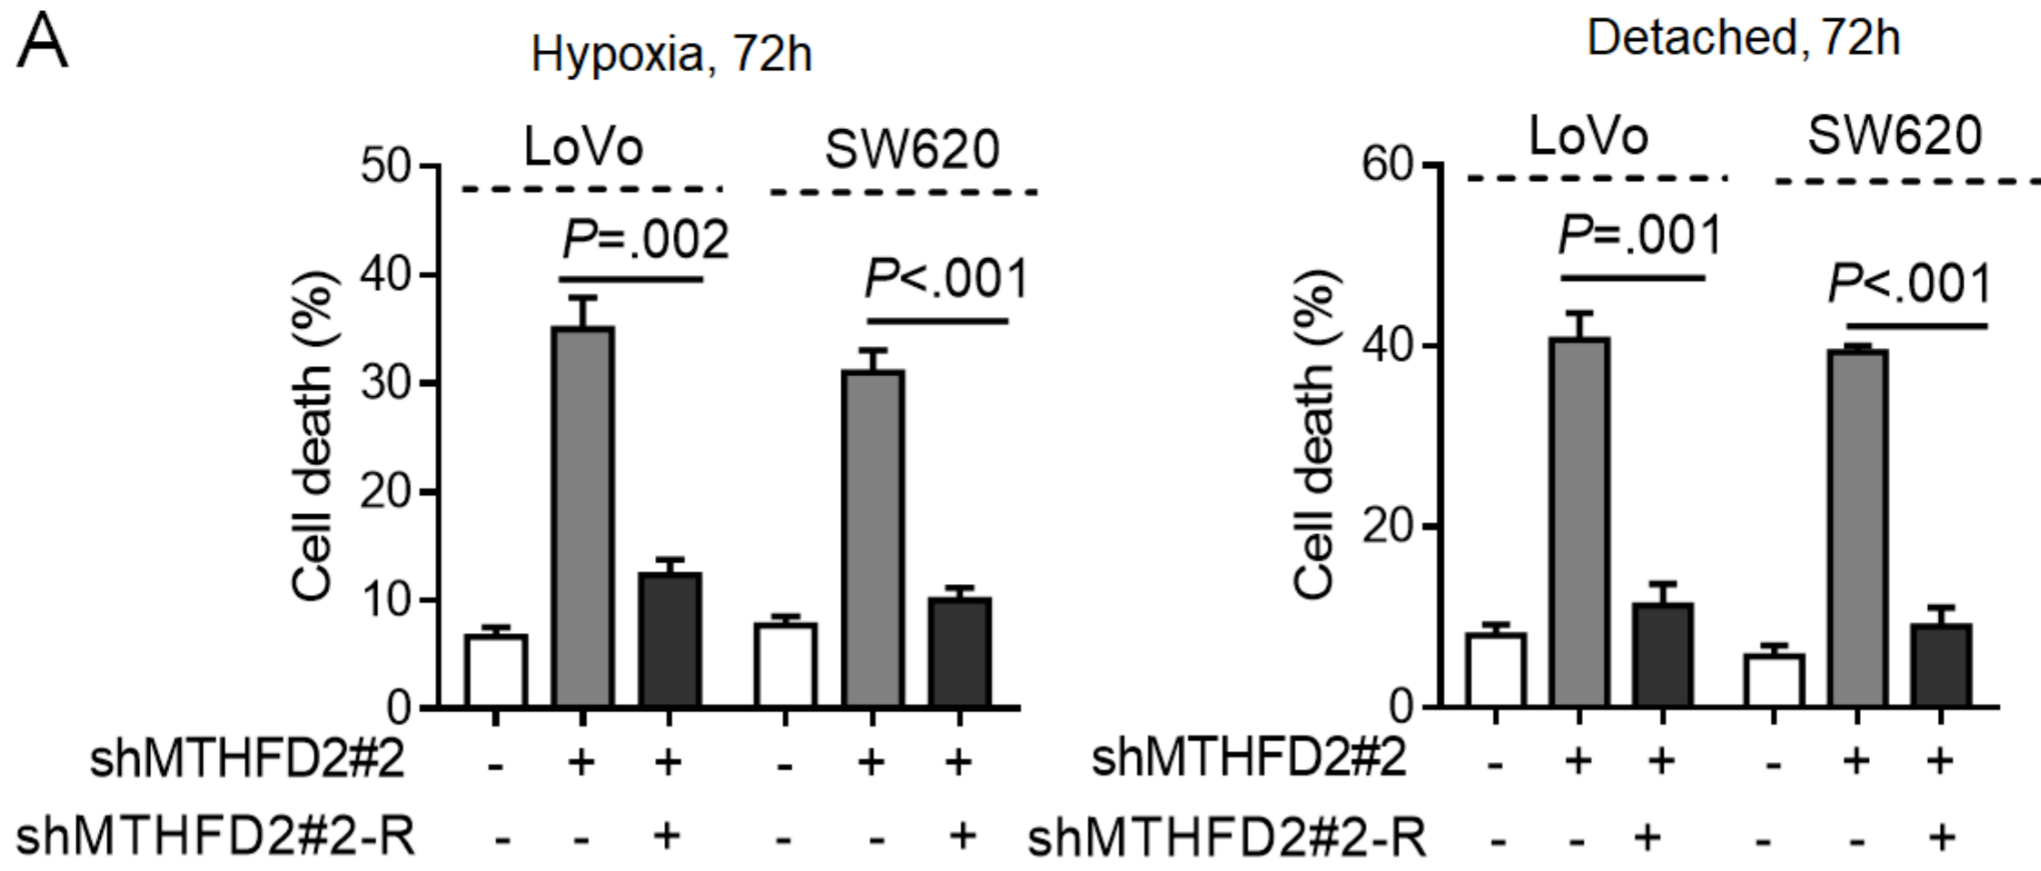 A
Hypoxia, 72h
LoVo
SW620
P=.002
P<.001
Cell death (%)
50
40
30
20
10
0
shMTHFD2#2 - + + - + +
shMTHFD2#2-R - - + - - +
Detached, 72h
LoVo
SW620
P=.001
P<.001
Cell death (%)
60
40
20
0
shMTHFD2#2 - + + - + +
shMTHFD2#2-R - - + - - +